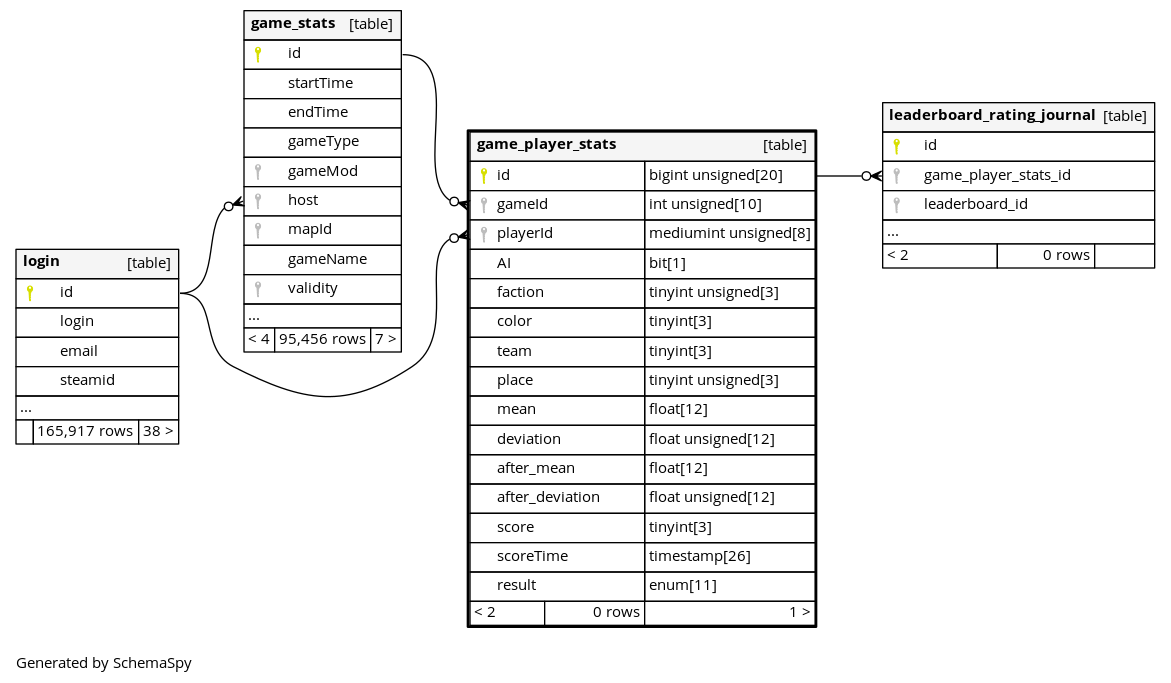 game_stats [table]
id
startTime
endTime
gameType
gameMod
host
mapId
gameName
validity
...
< 4 95,456 rows 7 >
login [table]
id
login
email
steamid
...
165,917 rows 38 >
game_player_stats [table]
id bigint unsigned[20]
gameId int unsigned[10]
playerId mediumint unsigned[8]
AI bit[1]
faction tinyint unsigned[3]
color tinyint[3]
team tinyint[3]
place tinyint unsigned[3]
mean float[12]
deviation float unsigned[12]
after_mean float[12]
after_deviation float unsigned[12]
score tinyint[3]
scoreTime timestamp[26]
result enum[11]
< 2 0 rows 1 >
leaderboard_rating_journal [table]
id
game_player_stats_id
leaderboard_id
...
< 2 0 rows
Generated by SchemaSpy